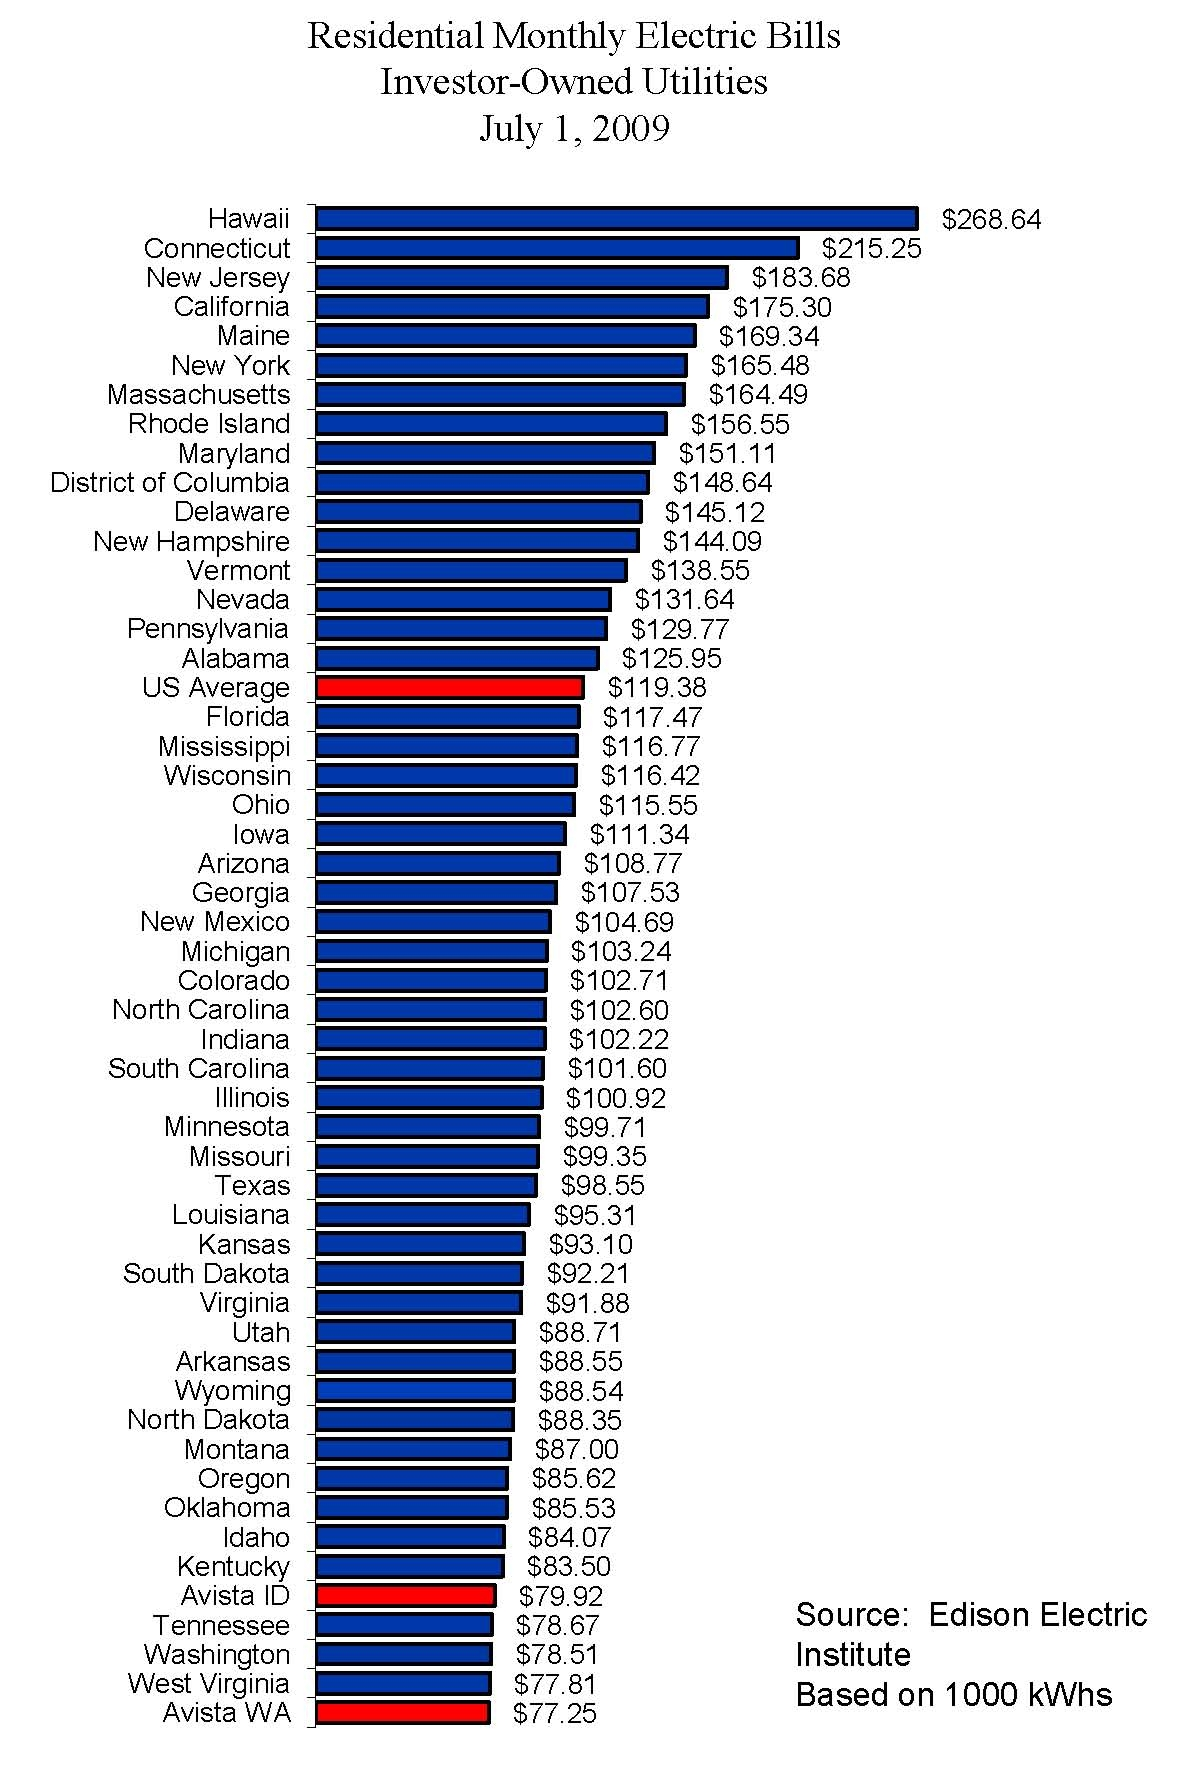 Residential Monthly Electric Bills
Investor-Owned Utilities
July 1, 2009
Hawaii $268.64
Connecticut $215.25
New Jersey $183.68
California $175.30
Maine $169.34
New York $165.48
Massachusetts $164.49
Rhode Island $156.55
Maryland $151.11
District of Columbia $148.64
Delaware $145.12
New Hampshire $144.09
Vermont $138.55
Nevada $131.64
Pennsylvania $129.77
Alabama $125.95
US Average $119.38
Florida $117.47
Mississippi $116.77
Wisconsin $116.42
Ohio $115.55
Iowa $111.34
Arizona $108.77
Georgia $107.53
New Mexico $104.69
Michigan $103.24
Colorado $102.71
North Carolina $102.60
Indiana $102.22
South Carolina $101.60
Illinois $100.92
Minnesota $99.71
Missouri $99.35
Texas $98.55
Louisiana $95.31
Kansas $93.10
South Dakota $92.21
Virginia $91.88
Utah $88.71
Arkansas $88.55
Wyoming $88.54
North Dakota $88.35
Montana $87.00
Oregon $85.62
Oklahoma $85.53
Idaho $84.07
Kentucky $83.50
Avista ID $79.92
Tennessee $78.67
Washington $78.51
West Virginia $77.81
Avista WA $77.25
Source: Edison Electric
Institute
Based on 1000 kWhs